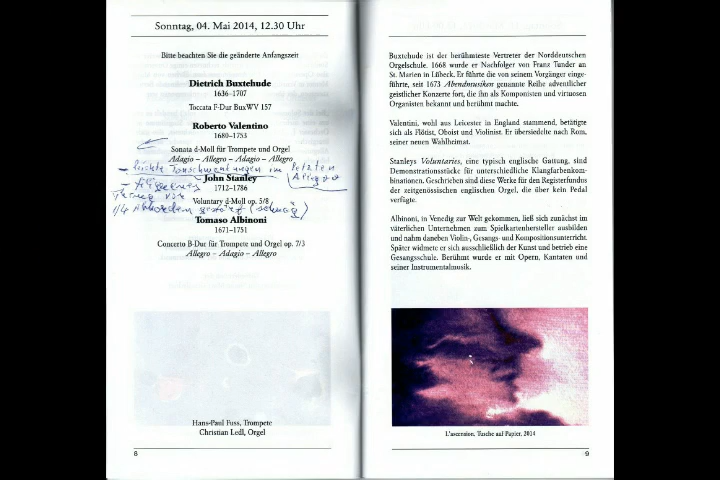 Sonntag, 04. Mai 2014, 12.30 Uhr
Bitte beachten Sie die geänderte Anfangszeit
Dietrich Buxtehude
1636–1707
Toccata F-Dur BuxWV 157
Roberto Valentino
1680–1753
Sonata d-Moll für Trompete und Orgel
Adagio – Allegro – Adagio – Allegro
– leichte Tonschwankungen im letzten
Allegro
John Stanley
1712–1786
Voluntary d-Moll op. 5/8
Tomaso Albinoni
1671–1751
Concerto B-Dur für Trompete und Orgel op. 7/3
Allegro – Adagio – Allegro
Hans-Paul Fuss, Trompete
Christian Ledl, Orgel
8
Buxtehude ist der berühmteste Vertreter der Norddeutschen
Orgelschule. 1668 wurde er Nachfolger von Franz Tunder an
St. Marien in Lübeck. Er führte die von seinem Vorgänger einge-
führte, seit 1673 Abendmusiken genannte Reihe adventlicher
geistlicher Konzerte fort, die ihn als Komponisten und virtuosen
Organisten bekannt und berühmt machte.
Valentini, wohl aus Leicester in England stammend, betätigte
sich als Flötist, Oboist und Violinist. Er übersiedelte nach Rom,
seiner neuen Wahlheimat.
Stanleys Voluntaries, eine typisch englische Gattung, sind
Demonstrationsstücke für unterschiedliche Klangfarbenkom-
binationen. Geschrieben sind diese Werke für den Registerfundus
der zeitgenössischen englischen Orgel, die über kein Pedal
verfügte.
Albinoni, in Venedig zur Welt gekommen, ließ sich zunächst im
väterlichen Unternehmen zum Spielkartenhersteller ausbilden
und nahm daneben Violin-, Gesangs- und Kompositionsunterricht.
Später widmete er sich ausschließlich der Kunst und betrieb eine
Gesangsschule. Berühmt wurde er mit Opern, Kantaten und
seiner Instrumentalmusik.
L'ascension, Tusche auf Papier, 2014
9